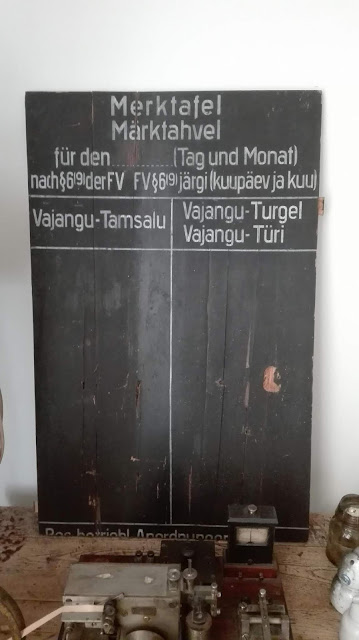 Merktafel
Märktahvel
für den ............ (Tag und Monat)
nach § 6(9) der FV FV § 6(9) järgi (kuupäev ja kuu)
Vajangu-Tamsalu
Vajangu-Turgel
Vajangu-Türi